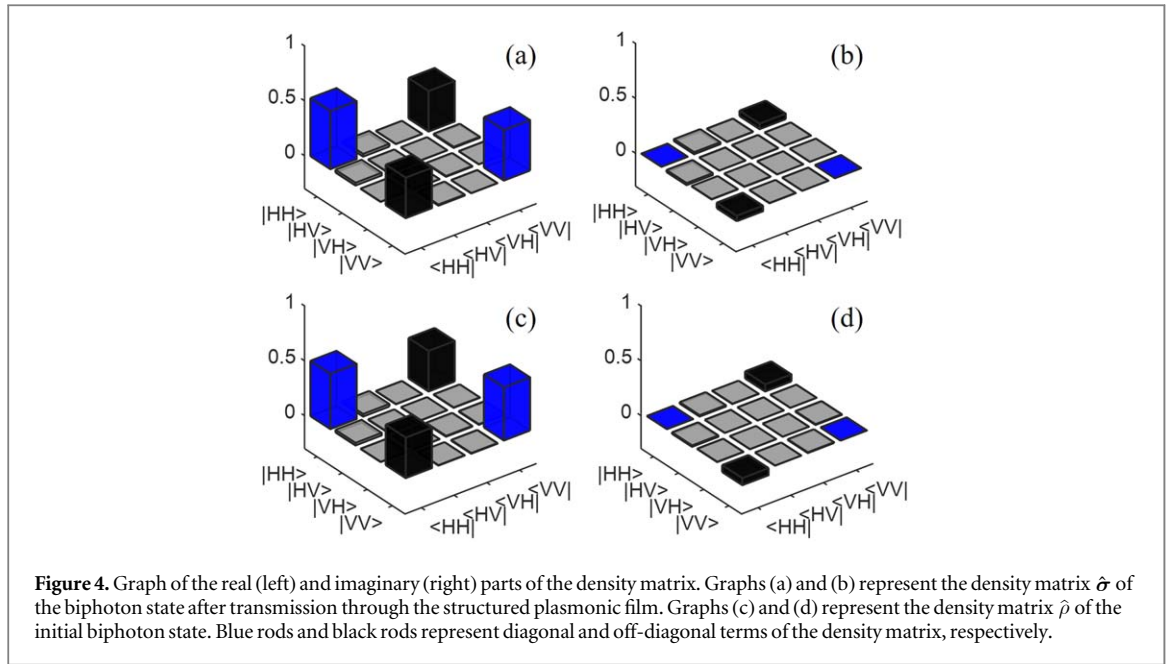 1
0.5
0
(a)
|HH>
|HV>
|VH>
|VV>
<HH|
<HV|
<VH|
<VV|
1
0.5
0
(b)
|HH>
|HV>
|VH>
|VV>
<HH|
<HV|
<VH|
<VV|
1
0.5
0
(c)
|HH>
|HV>
|VH>
|VV>
<HH|
<HV|
<VH|
<VV|
1
0.5
0
(d)
|HH>
|HV>
|VH>
|VV>
<HH|
<HV|
<VH|
<VV|
Figure 4. Graph of the real (left) and imaginary (right) parts of the density matrix. Graphs (a) and (b) represent the density matrix σ̂ of
the biphoton state after transmission through the structured plasmonic film. Graphs (c) and (d) represent the density matrix ρ̂ of the
initial biphoton state. Blue rods and black rods represent diagonal and off-diagonal terms of the density matrix, respectively.